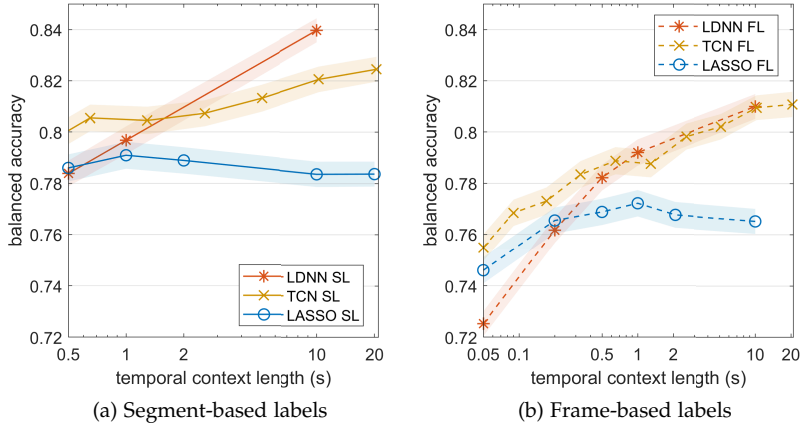 0.84
0.82
0.8
0.78
0.76
0.74
0.72
balanced accuracy
LDNN SL
TCN SL
LASSO SL
0.5 1 2 10 20
temporal context length (s)
(a) Segment-based labels
0.84
0.82
0.8
0.78
0.76
0.74
0.72
balanced accuracy
LDNN FL
TCN FL
LASSO FL
0.05 0.1 0.5 1 2 10 20
temporal context length (s)
(b) Frame-based labels